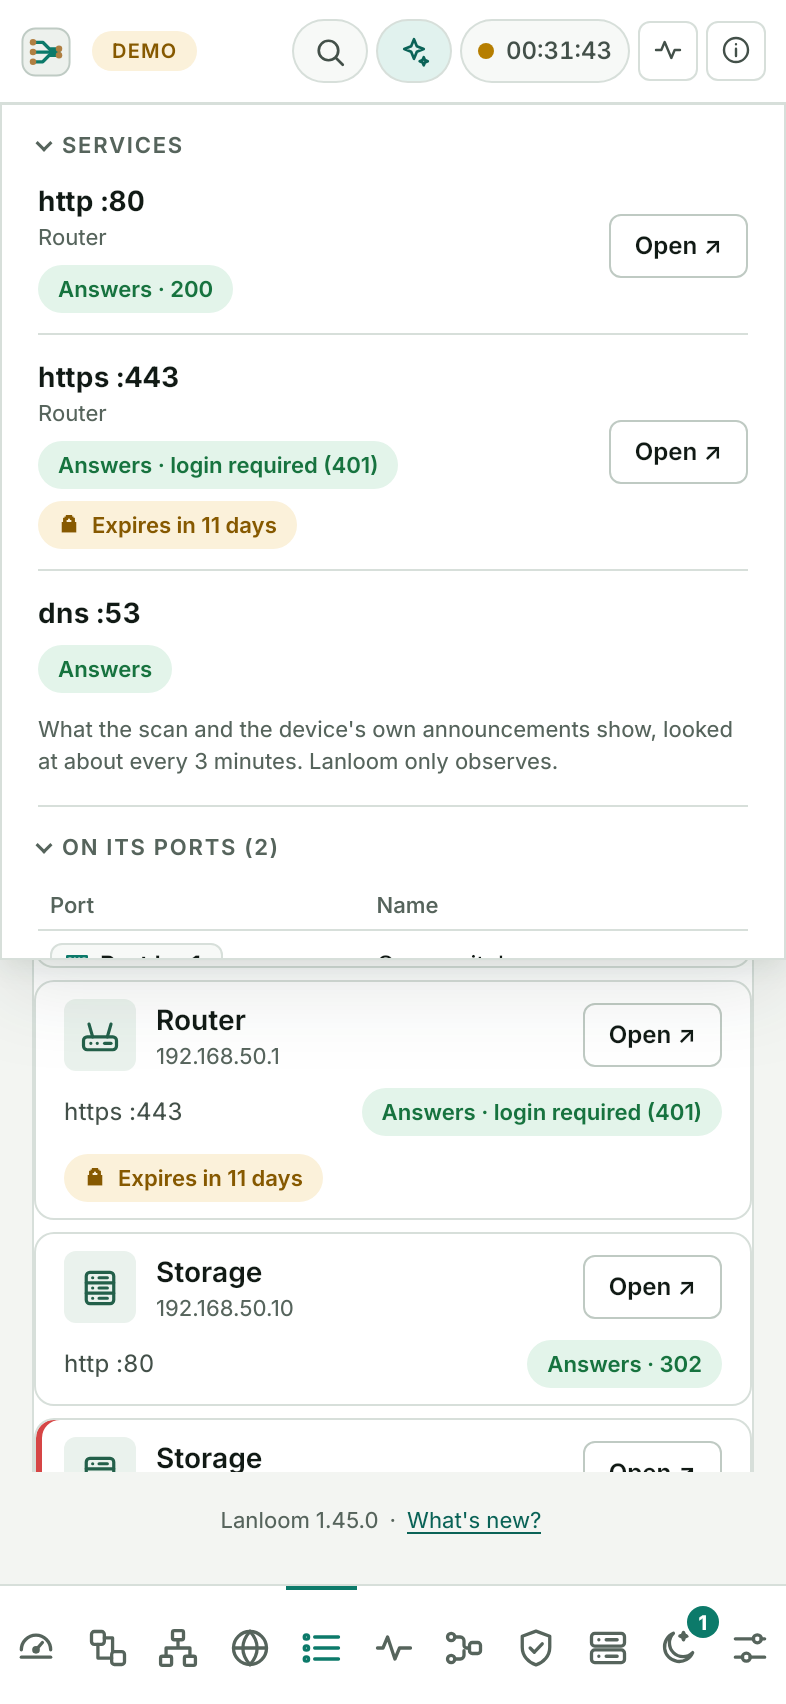 DEMO
00:31:43
SERVICES
http :80
Router
Open ↗
Answers · 200
https :443
Router
Answers · login required (401)
Open ↗
Expires in 11 days
dns :53
Answers
What the scan and the device's own announcements show, looked
at about every 3 minutes. Lanloom only observes.
ON ITS PORTS (2)
Port Name
Router
192.168.50.1
Open ↗
https :443
Answers · login required (401)
Expires in 11 days
Storage
192.168.50.10
Open ↗
http :80
Answers · 302
Storage
Open ↗
Lanloom 1.45.0 · What's new?
1